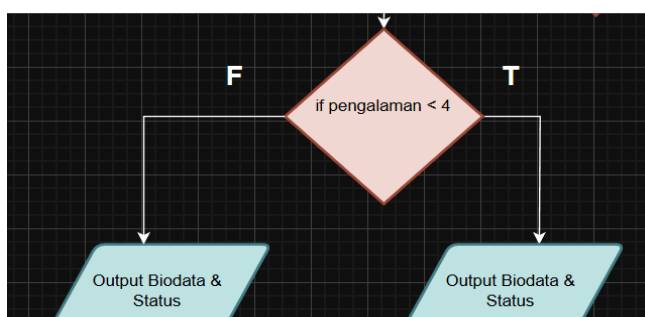 F
T
if pengalaman < 4
Output Biodata &
Status
Output Biodata &
Status